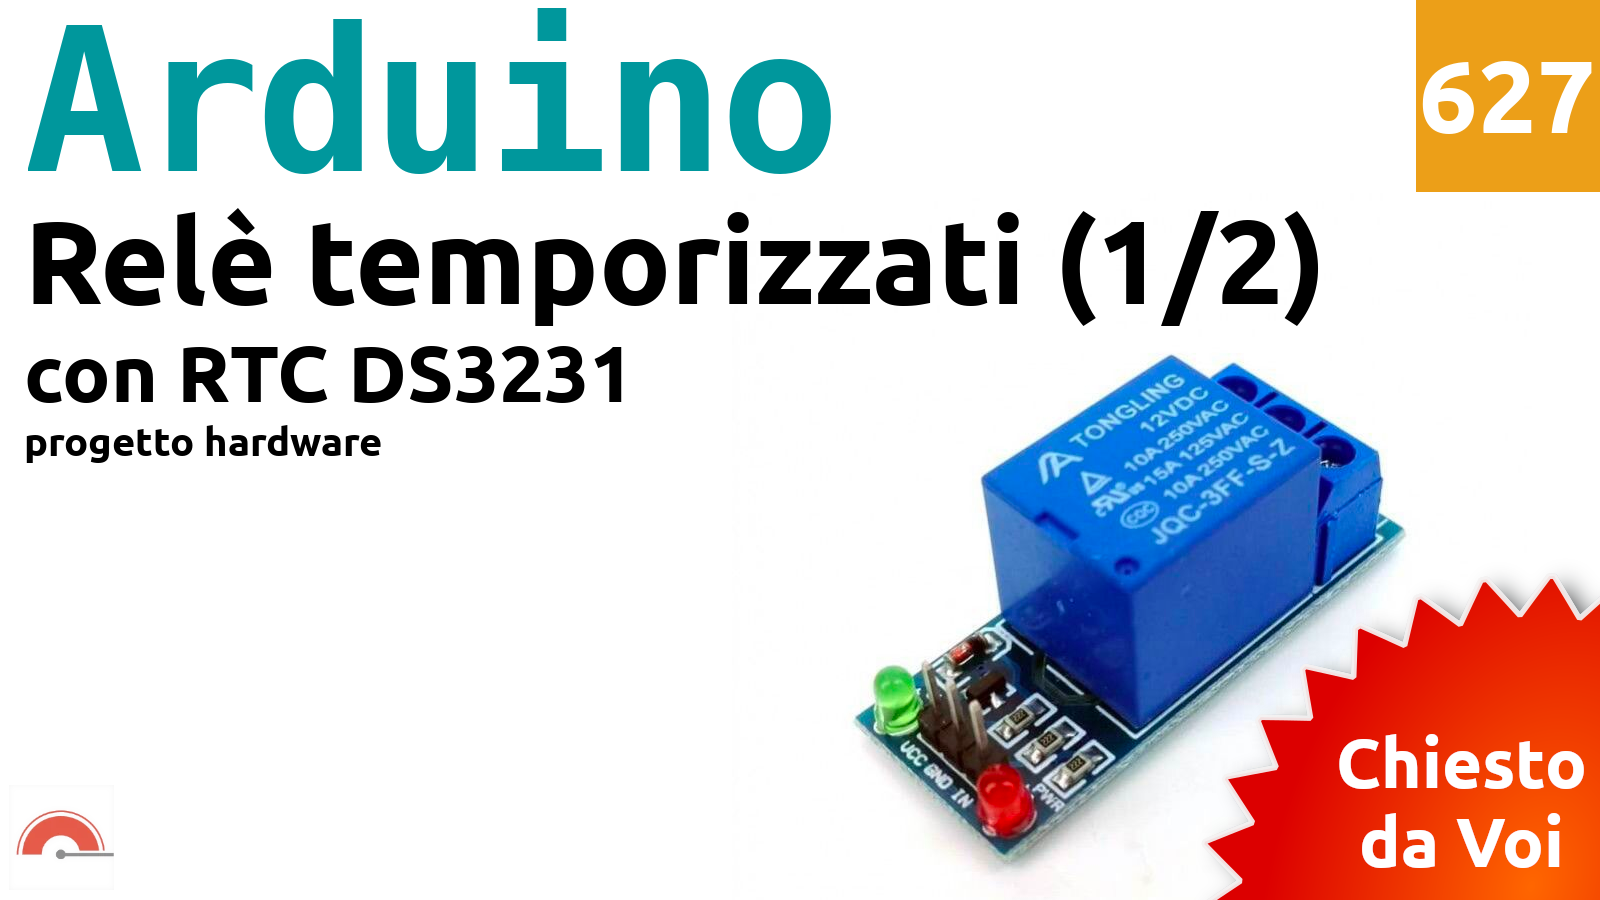 Arduino
627
Relè temporizzati (1/2)
con RTC DS3231
progetto hardware
TONGLING
12VDC
10A 250VAC
15A 125VAC
10A 250VAC
JQC-3FF-S-Z
CQC
VCC GND IN
PWR
Chiesto
da Voi